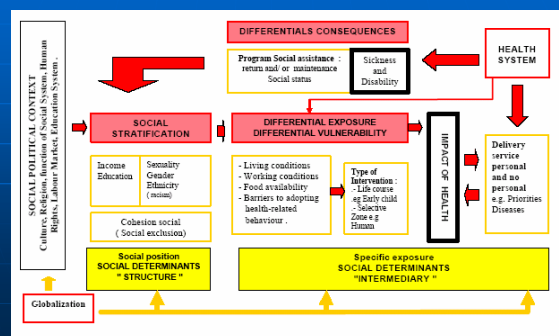 DIFFERENTIALS CONSEQUENCES
Program Social assistance :
return and/ or maintenance
Social status
Sickness
and
Disability
HEALTH
SYSTEM
SOCIAL POLITICAL CONTEXT
Culture, Religion, function of Social System, Human
Rights, Labour Market, Education System .
SOCIAL
STRATIFICATION
DIFFERENTIAL EXPOSURE
DIFFERENTIAL VULNERABILITY
Income
Education
Sexuality
Gender
Ethnicity
( racism)
Cohesion social
( Social exclusion)
- Living conditions
- Working conditions
- Food availability
- Barriers to adopting
health-related
behaviour .
Type of
Intervention :
.- Life course
.eg Early child
.- Selective
Zone e.g
Human
IMPACT OF HEALTH
Delivery
service
personal
and no
personal
e.g. Priorities
Diseases
Social position
SOCIAL DETERMINANTS
" STRUCTURE "
Specific exposure
SOCIAL DETERMINANTS
"INTERMEDIARY "
Globalization